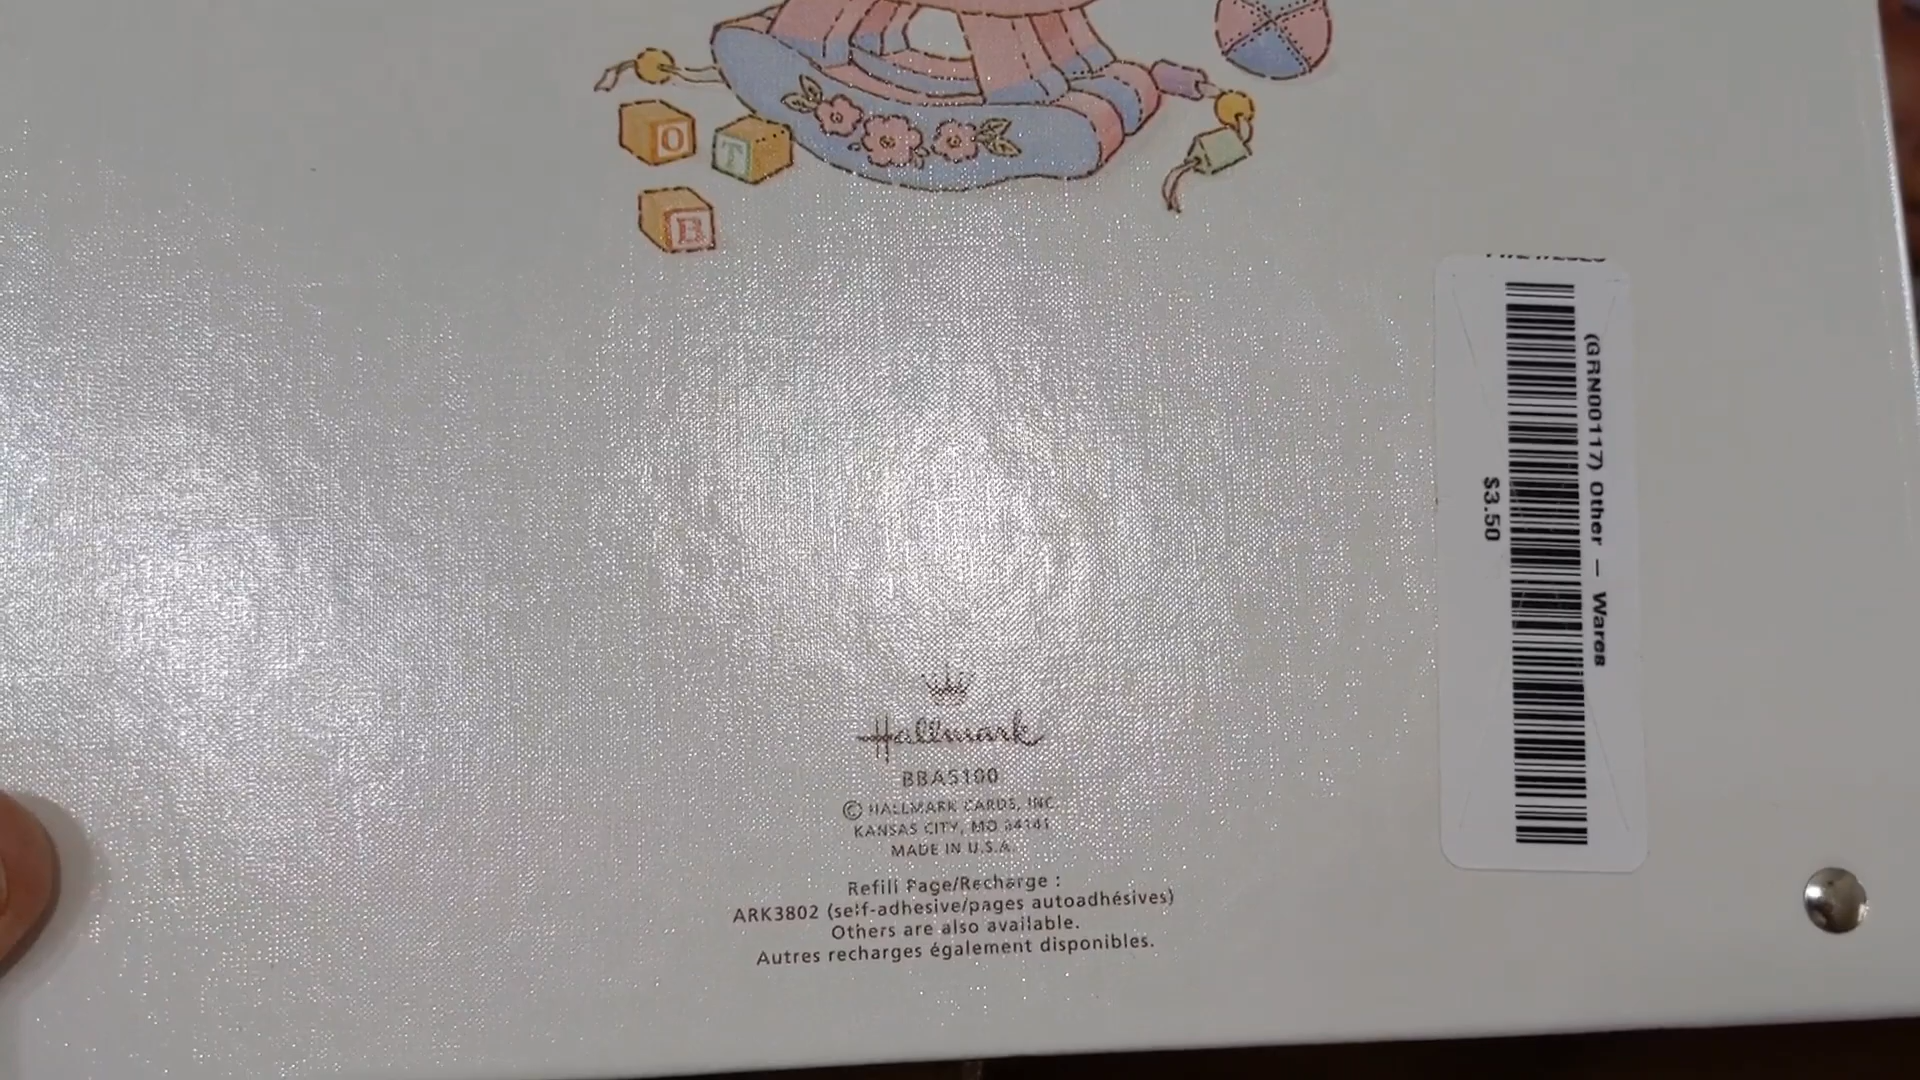 O
T
B
(GRN00117) Other - Wares
$3.50
Hallmark
BBA5100
© HALLMARK CARDS, INC.
KANSAS CITY, MO 64141
MADE IN U.S.A.
Refill Page/Recharge :
ARK3802 (self-adhesive/pages autoadhésives)
Others are also available.
Autres recharges également disponibles.